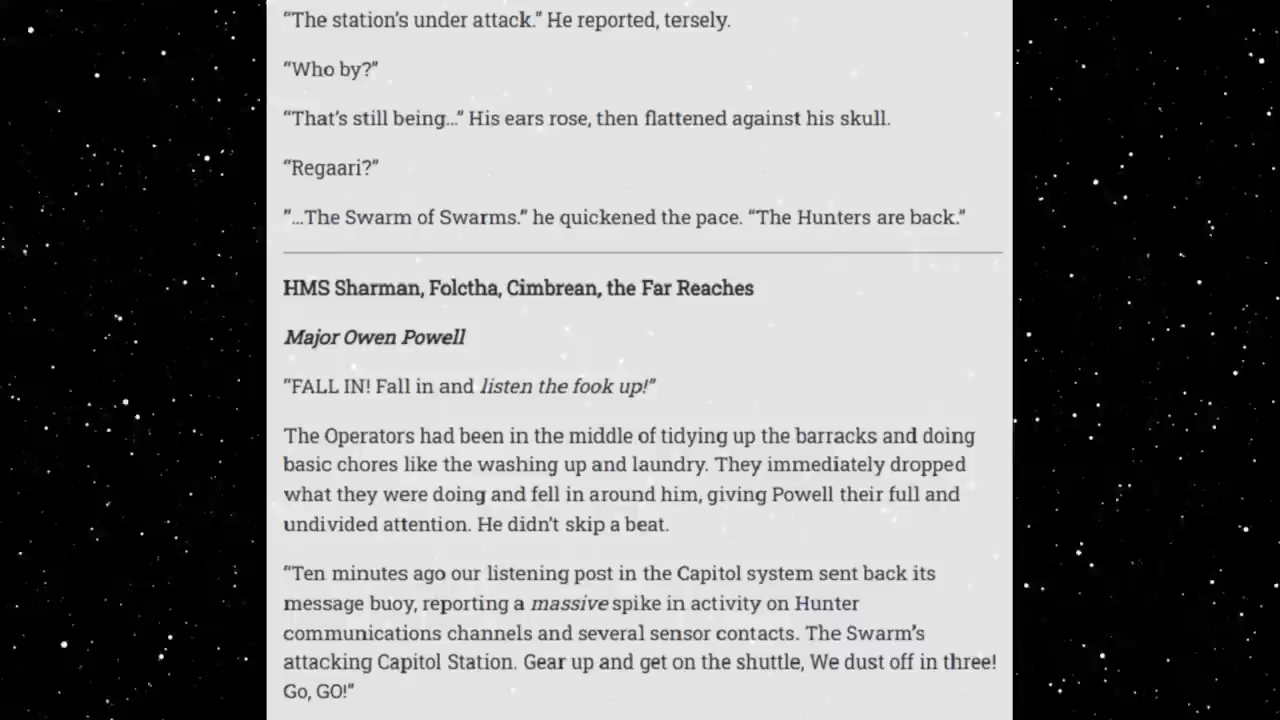 “The station’s under attack.” He reported, tersely.
“Who by?”
“That’s still being…” His ears rose, then flattened against his skull.
“Regaari?”
“…The Swarm of Swarms.” he quickened the pace. “The Hunters are back.”
HMS Sharman, Folctha, Cimbrean, the Far Reaches
Major Owen Powell
“FALL IN! Fall in and listen the fook up!”
The Operators had been in the middle of tidying up the barracks and doing
basic chores like the washing up and laundry. They immediately dropped
what they were doing and fell in around him, giving Powell their full and
undivided attention. He didn’t skip a beat.
“Ten minutes ago our listening post in the Capitol system sent back its
message buoy, reporting a massive spike in activity on Hunter
communications channels and several sensor contacts. The Swarm’s
attacking Capitol Station. Gear up and get on the shuttle, We dust off in three!
Go, GO!”